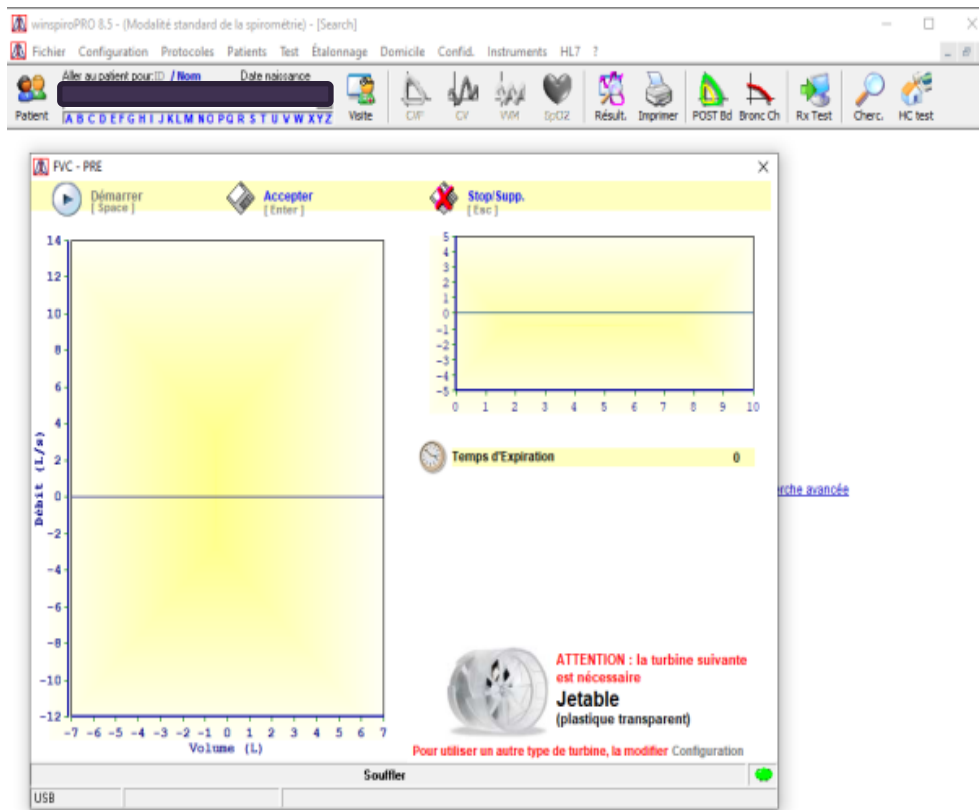 winspiroPRO 8.5 - (Modalité standard de la spirométrie) - [Search]
Fichier Configuration Protocoles Patients Test Étalonnage Domicile Confid. Instruments HL7 ?
Aller au patient pour: ID / Nom Date naissance
A B C D E F G H I J K L M N O P Q R S T U V W X Y Z
Patient Visite CVF CV VVM SpO2 Résult. Imprimer POST Bd Bronc Ch Rx Test Cherc. HC test
FVC - PRE
Démarrer Accepter Stop/Supp.
[ Space ] [ Enter ] [ Esc ]
14
12
10
8
6
4
2
0
-2
-4
-6
-8
-10
-12
Débit (L/s)
-7 -6 -5 -4 -3 -2 -1 0 1 2 3 4 5 6 7
Volume (L)
5
4
3
2
1
0
-1
-2
-3
-4
-5
0 1 2 3 4 5 6 7 8 9 10
Temps d'Expiration 0
rche avancée
ATTENTION : la turbine suivante
est nécessaire
Jetable
(plastique transparent)
Pour utiliser un autre type de turbine, la modifier Configuration
Souffler
USB